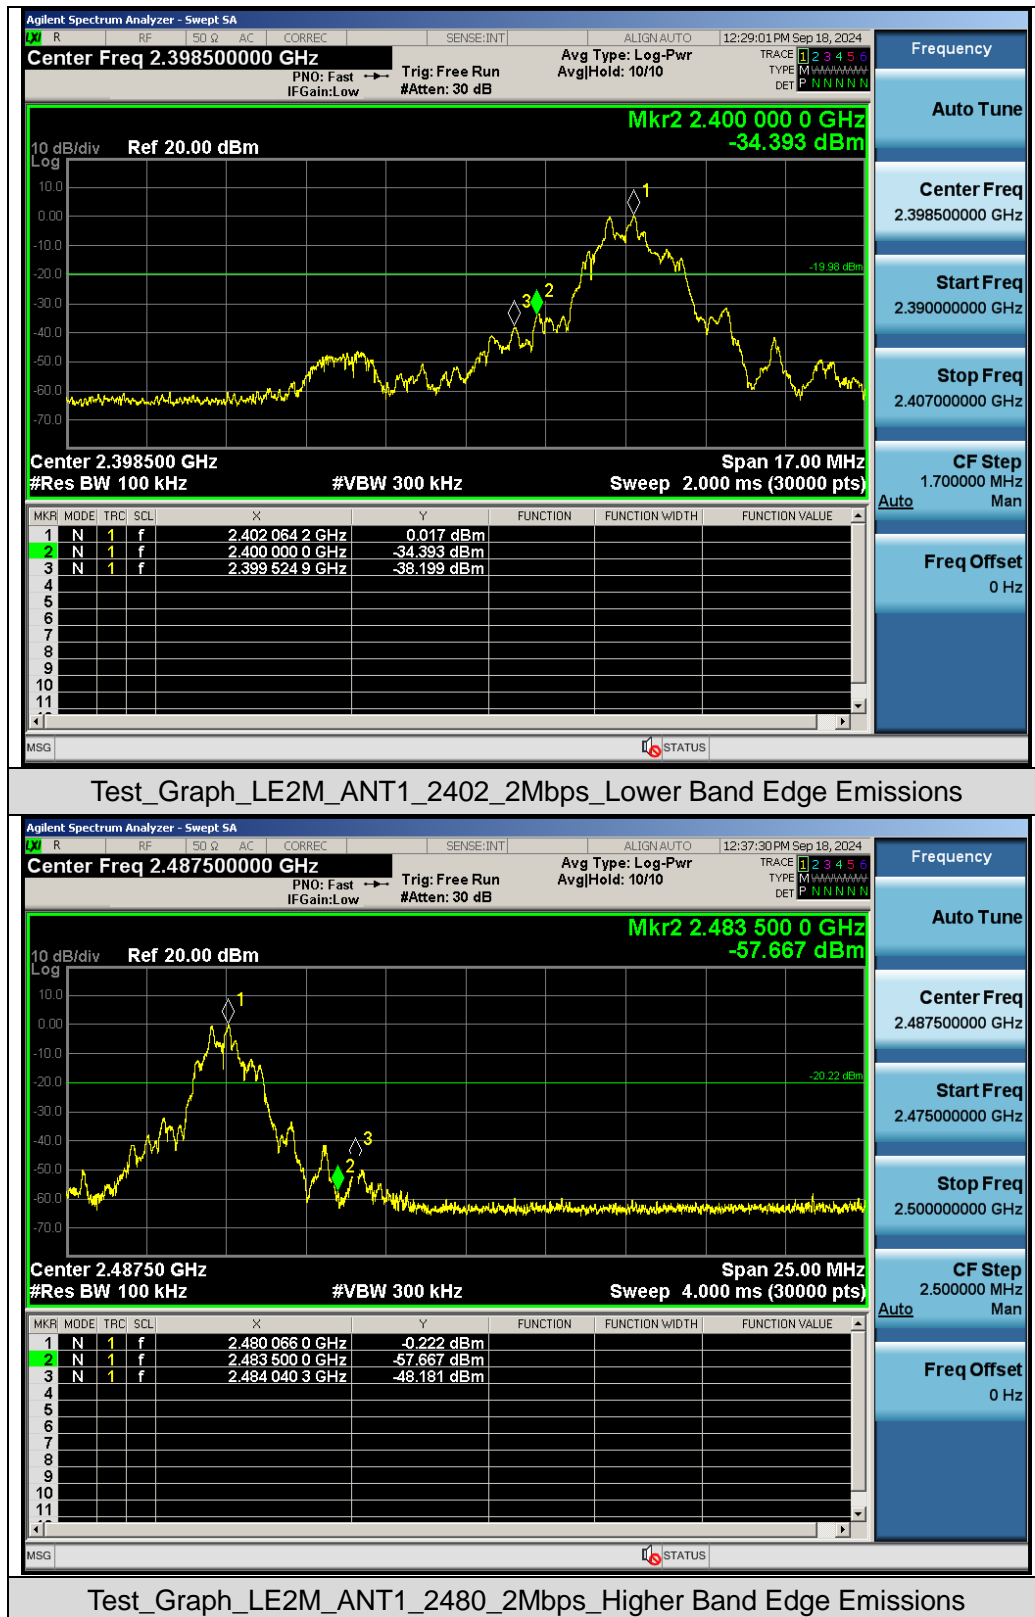 Agilent Spectrum Analyzer - Swept SA
LXI R RF 50 Ω AC CORREC SENSE:INT ALIGN AUTO 12:29:01 PM Sep 18, 2024
Center Freq 2.398500000 GHz
PNO: Fast
IFGain:Low
Trig: Free Run
#Atten: 30 dB
Avg Type: Log-Pwr
Avg|Hold: 10/10
TRACE 1 2 3 4 5 6
TYPE M
DET P N N N N N
Mkr2 2.400 000 0 GHz
-34.393 dBm
10 dB/div Ref 20.00 dBm
Log
10.0
0.00
-10.0
-20.0
-30.0
-40.0
-50.0
-60.0
-70.0
1
2
3
-19.98 dBm
Center 2.398500 GHz Span 17.00 MHz
#Res BW 100 kHz #VBW 300 kHz Sweep 2.000 ms (30000 pts)
MKR MODE TRC SCL X Y FUNCTION FUNCTION WIDTH FUNCTION VALUE
1 N 1 f 2.402 064 2 GHz 0.017 dBm
2 N 1 f 2.400 000 0 GHz -34.393 dBm
3 N 1 f 2.399 524 9 GHz -38.199 dBm
4
5
6
7
8
9
10
11
MSG STATUS
Frequency
Auto Tune
Center Freq
2.398500000 GHz
Start Freq
2.390000000 GHz
Stop Freq
2.407000000 GHz
CF Step
1.700000 MHz
Auto Man
Freq Offset
0 Hz
Test_Graph_LE2M_ANT1_2402_2Mbps_Lower Band Edge Emissions
Agilent Spectrum Analyzer - Swept SA
LXI R RF 50 Ω AC CORREC SENSE:INT ALIGN AUTO 12:37:30 PM Sep 18, 2024
Center Freq 2.487500000 GHz
PNO: Fast
IFGain:Low
Trig: Free Run
#Atten: 30 dB
Avg Type: Log-Pwr
Avg|Hold: 10/10
TRACE 1 2 3 4 5 6
TYPE M
DET P N N N N N
Mkr2 2.483 500 0 GHz
-57.667 dBm
10 dB/div Ref 20.00 dBm
Log
10.0
0.00
-10.0
-20.0
-30.0
-40.0
-50.0
-60.0
-70.0
1
2
3
-20.22 dBm
Center 2.48750 GHz Span 25.00 MHz
#Res BW 100 kHz #VBW 300 kHz Sweep 4.000 ms (30000 pts)
MKR MODE TRC SCL X Y FUNCTION FUNCTION WIDTH FUNCTION VALUE
1 N 1 f 2.480 066 0 GHz -0.222 dBm
2 N 1 f 2.483 500 0 GHz -57.667 dBm
3 N 1 f 2.484 040 3 GHz -48.181 dBm
4
5
6
7
8
9
10
11
MSG STATUS
Frequency
Auto Tune
Center Freq
2.487500000 GHz
Start Freq
2.475000000 GHz
Stop Freq
2.500000000 GHz
CF Step
2.500000 MHz
Auto Man
Freq Offset
0 Hz
Test_Graph_LE2M_ANT1_2480_2Mbps_Higher Band Edge Emissions